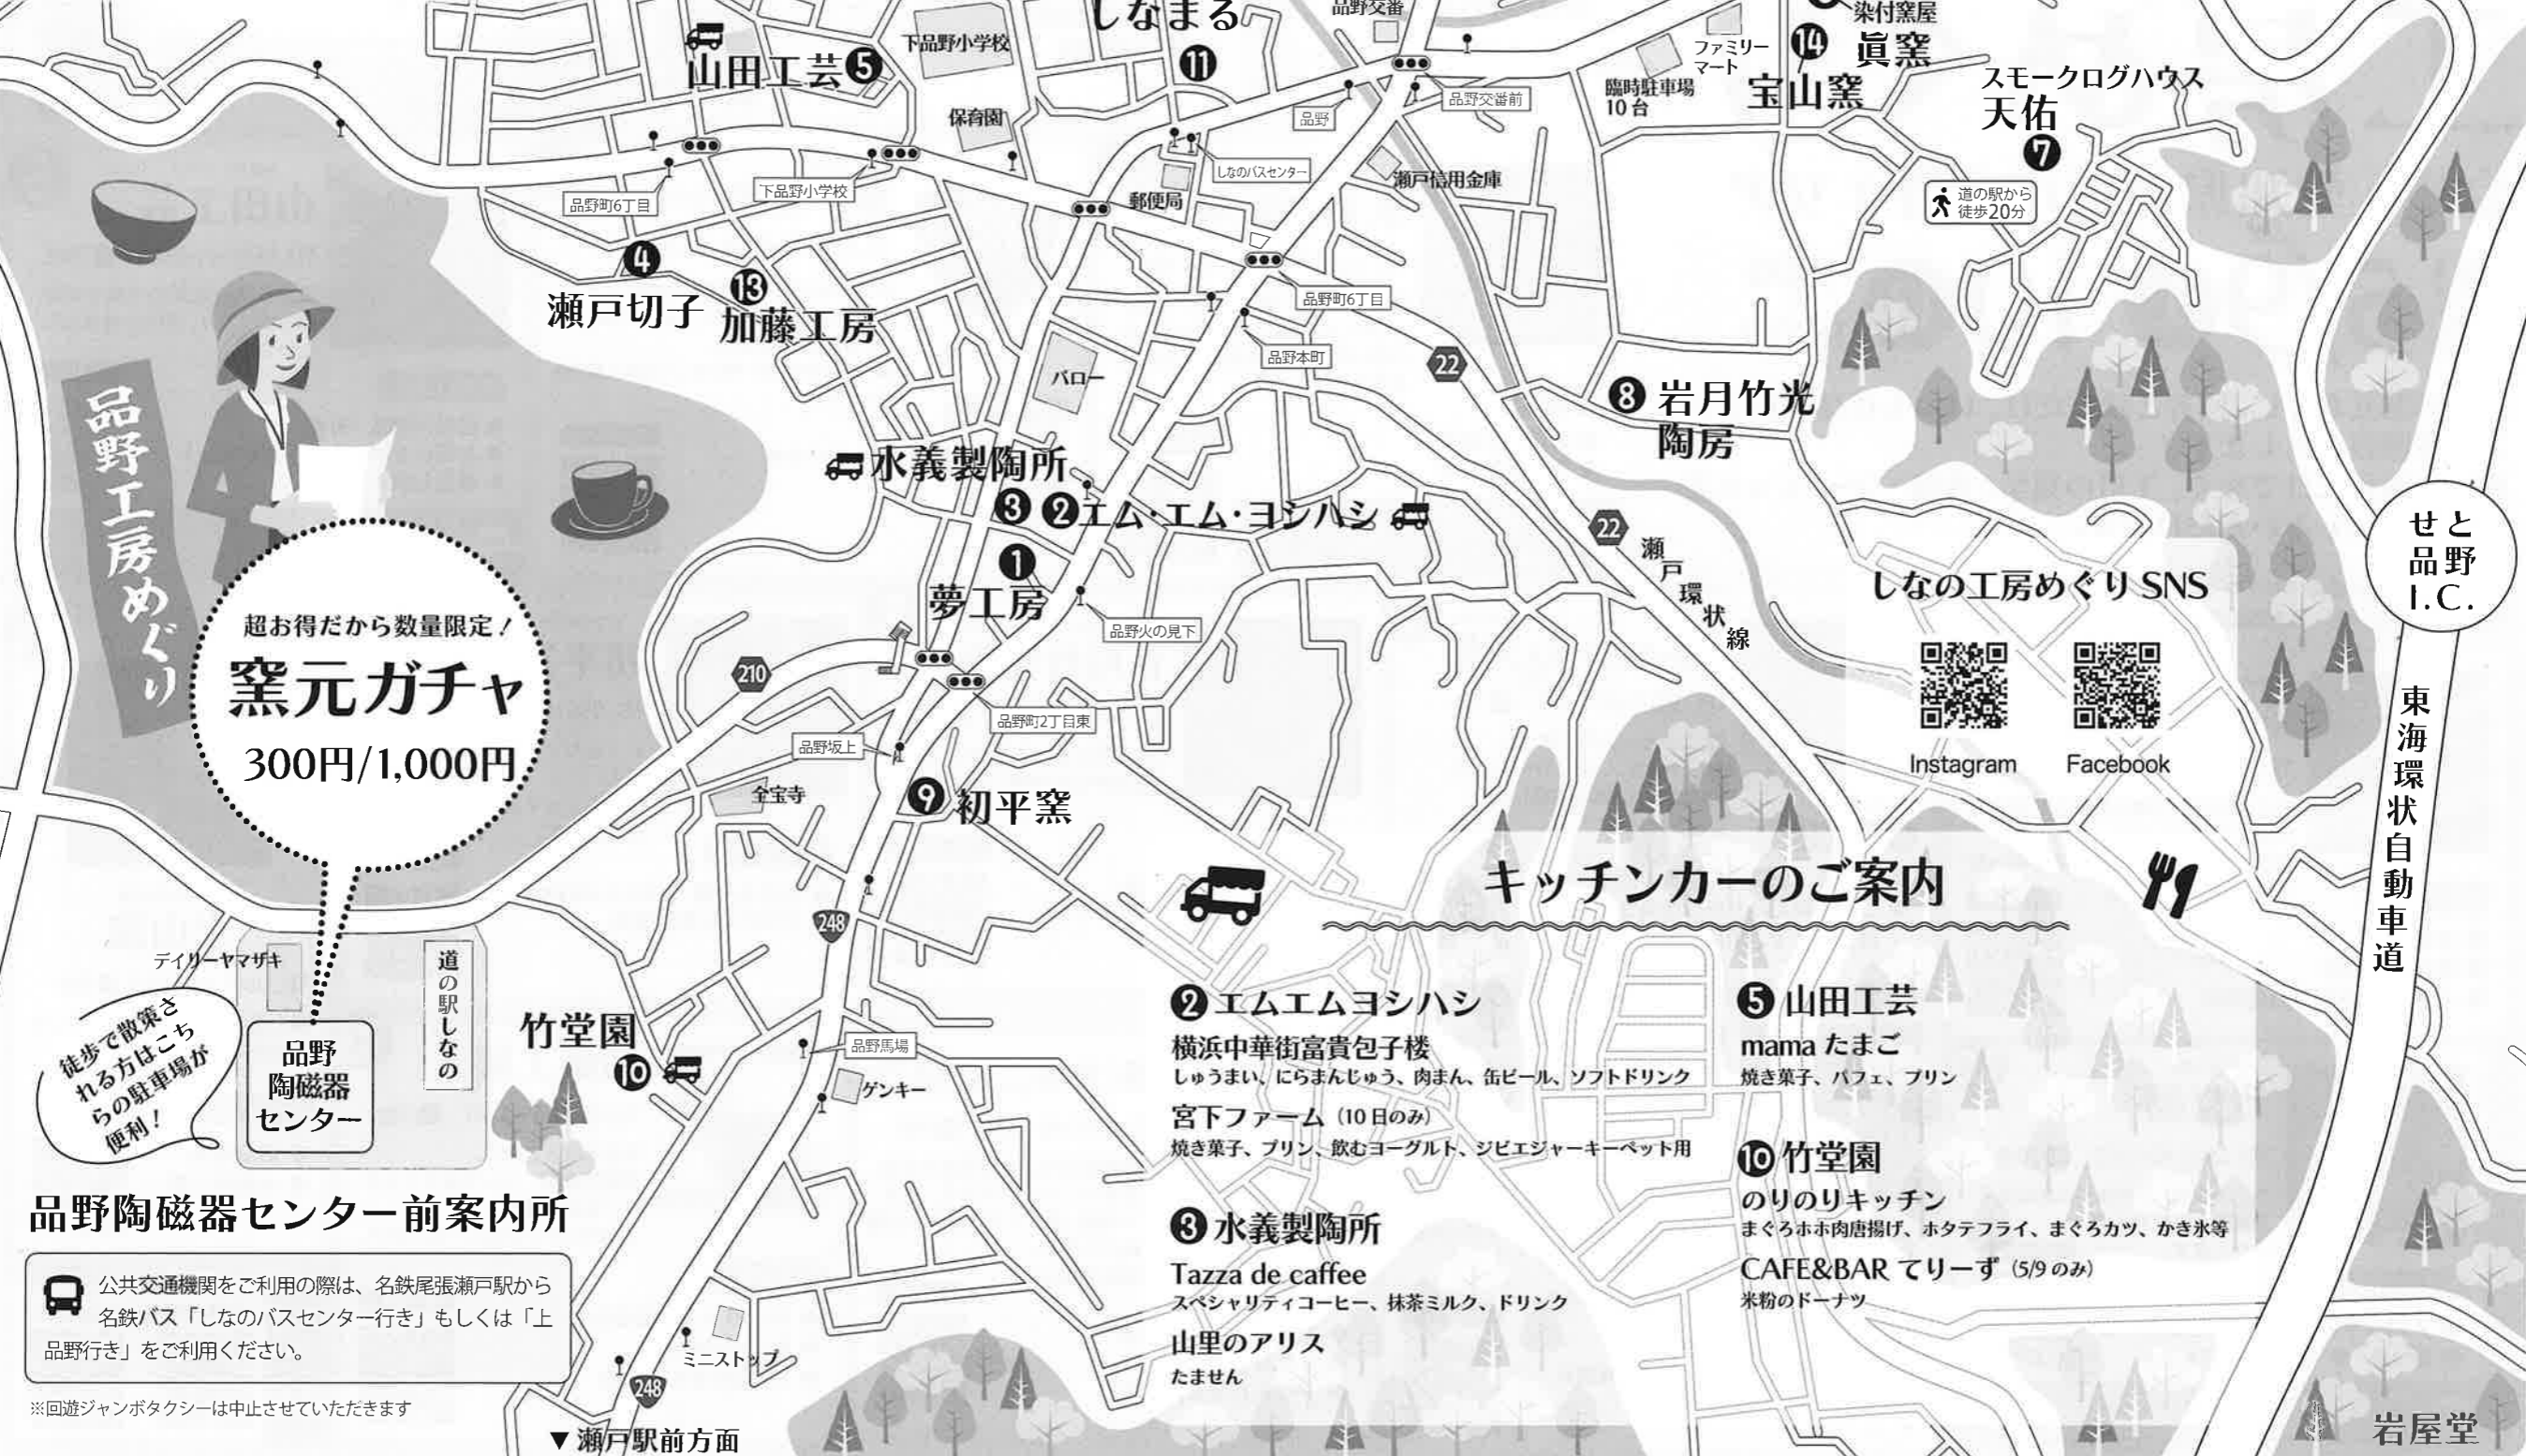 しなまる
⓫
品野交番
染付窯屋
眞窯
⓮
宝山窯
ファミリー
マート
臨時駐車場
10台
スモークログハウス
天佑
❼
道の駅から
徒歩20分
山田工芸❺
下品野小学校
保育園
品野
品野交番前
しなのバスセンター
瀬戸信用金庫
郵便局
品野町6丁目
下品野小学校
❹
瀬戸切子
⓭
加藤工房
品野町6丁目
品野本町
バロー
22
❽ 岩月竹光
陶房
水義製陶所
❸
❷エム・エム・ヨシハシ
❶
夢工房
品野火の見下
22
瀬戸環状線
210
品野町2丁目東
品野坂上
全宝寺
❾ 初平窯
248
品野工房めぐり
超お得だから数量限定！
窯元ガチャ
300円/1,000円
しなの工房めぐり SNS
Instagram
Facebook
せと
品野
I.C.
東海環状自動車道
デイリーヤマザキ
道の駅しなの
徒歩で散策さ
れる方はこち
らの駐車場が
便利！
品野
陶磁器
センター
竹堂園
❿
品野馬場
ゲンキー
品野陶磁器センター前案内所
公共交通機関をご利用の際は、名鉄尾張瀬戸駅から
名鉄バス「しなのバスセンター行き」もしくは「上
品野行き」をご利用ください。
※回遊ジャンボタクシーは中止させていただきます
ミニストップ
248
▼瀬戸駅前方面
キッチンカーのご案内
❷エムエムヨシハシ
横浜中華街富貴包子楼
しゅうまい、にらまんじゅう、肉まん、缶ビール、ソフトドリンク
宮下ファーム（10日のみ）
焼き菓子、プリン、飲むヨーグルト、ジビエジャーキーペット用
❸水義製陶所
Tazza de caffee
スペシャリティコーヒー、抹茶ミルク、ドリンク
山里のアリス
たません
❺山田工芸
mama たまご
焼き菓子、パフェ、プリン
❿竹堂園
のりのりキッチン
まぐろホホ肉唐揚げ、ホタテフライ、まぐろカツ、かき氷等
CAFE&BAR てりーず（5/9のみ）
米粉のドーナツ
岩屋堂